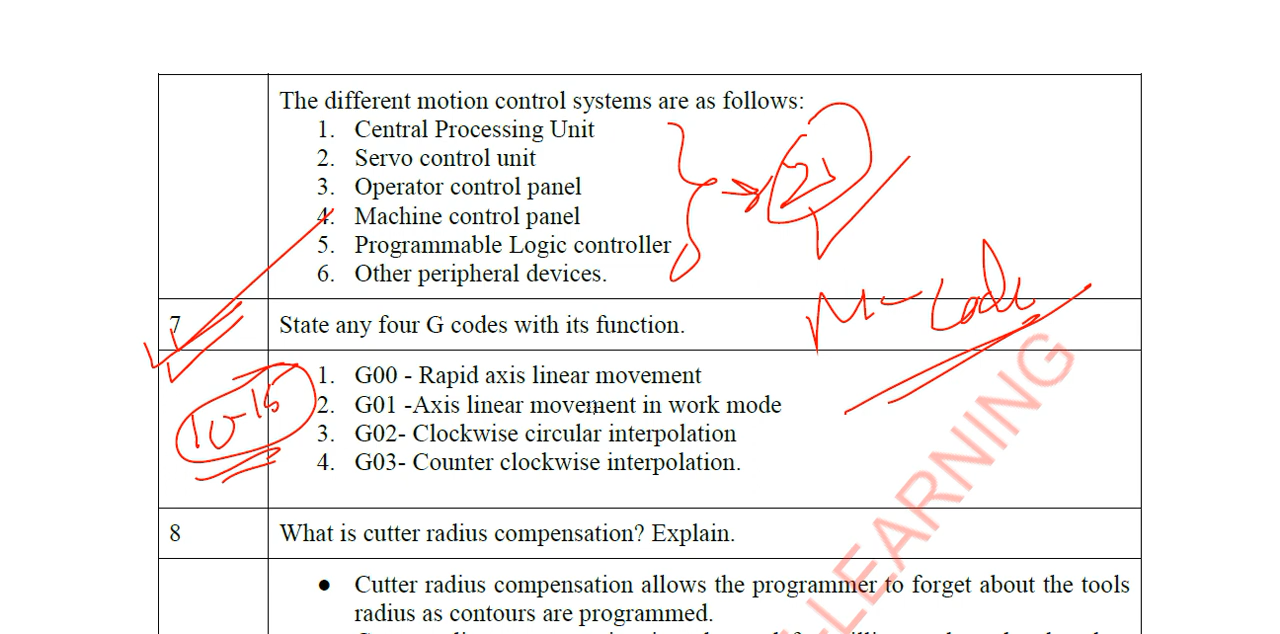 The different motion control systems are as follows:
1. Central Processing Unit
2. Servo control unit
3. Operator control panel
4. Machine control panel
5. Programmable Logic controller
6. Other peripheral devices.
M-Code
7 State any four G codes with its function.
1. G00 - Rapid axis linear movement
2. G01 -Axis linear movement in work mode
3. G02- Clockwise circular interpolation
4. G03- Counter clockwise interpolation.
8 What is cutter radius compensation? Explain.
● Cutter radius compensation allows the programmer to forget about the tools
radius as contours are programmed.
LEARNING